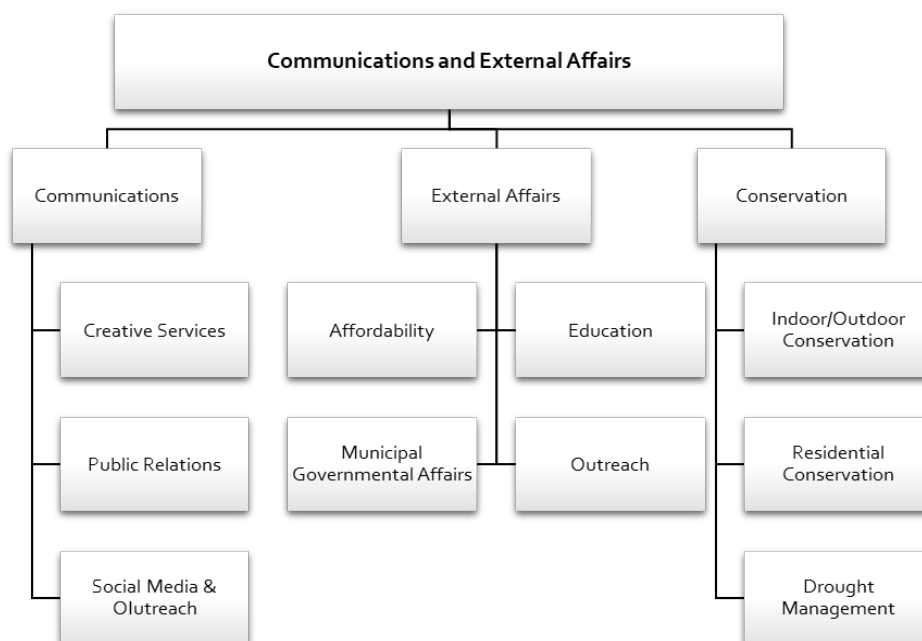 Communications and External Affairs
Communications
External Affairs
Conservation
Creative Services
Affordability
Education
Indoor/Outdoor
Conservation
Public Relations
Municipal
Governmental Affairs
Outreach
Residential
Conservation
Social Media &
Olutreach
Drought
Management